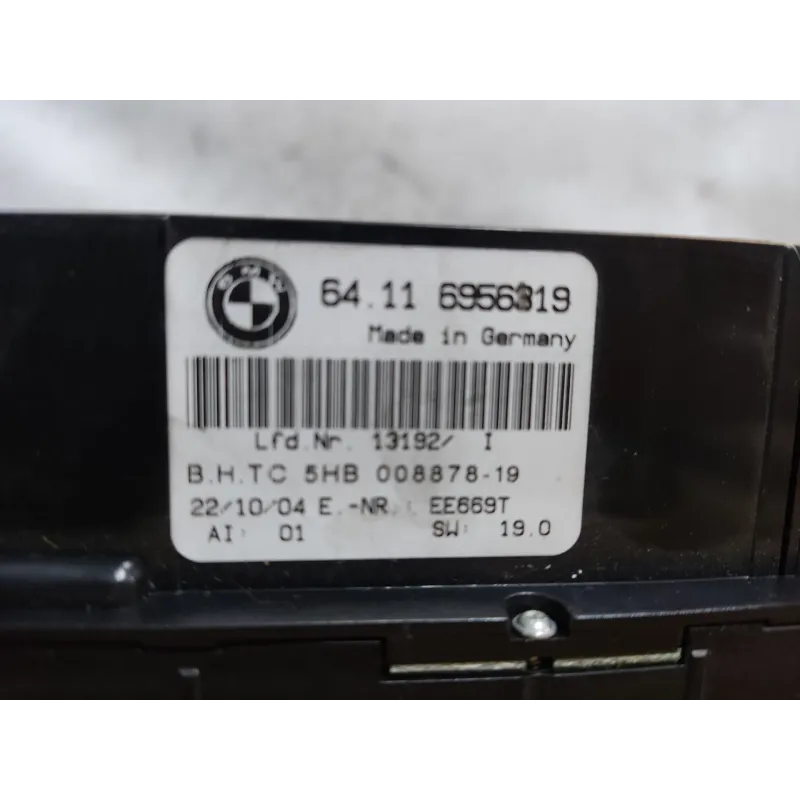 BMW
64.11 6956319
Made in Germany
Lfd.Nr. 13192/ I
B.H.TC 5HB 008878-19
22/10/04 E.-NR.: EE669T
AI: 01 SW: 19.0